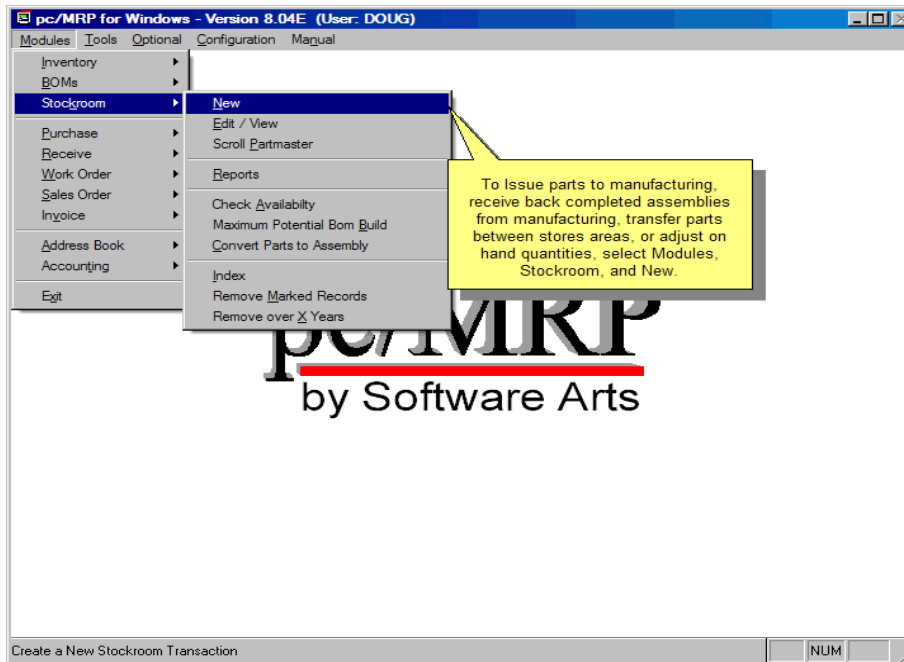 pc/MRP for Windows - Version 8.04E (User: DOUG)
Modules Tools Optional Configuration Manual
Inventory
BOMs
Stockroom
Purchase
Receive
Work Order
Sales Order
Invoice
Address Book
Accounting
Exit
New
Edit / View
Scroll Partmaster
Reports
Check Availabilty
Maximum Potential Bom Build
Convert Parts to Assembly
Index
Remove Marked Records
Remove over X Years
To Issue parts to manufacturing,
receive back completed assemblies
from manufacturing, transfer parts
between stores areas, or adjust on
hand quantities, select Modules,
Stockroom, and New.
pc/MRP
by Software Arts
Create a New Stockroom Transaction
NUM